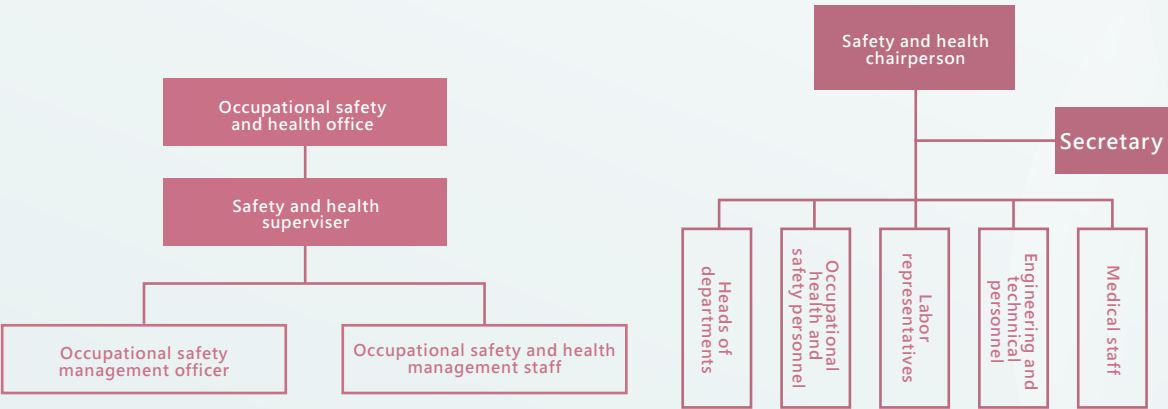 Occupational safety
and health office
Safety and health
superviser
Occupational safety
management officer
Occupational safety and health
management staff
Safety and health
chairperson
Secretary
Heads of
departments
Occupational
health and
safety personnel
Labor
representatives
Engineering and
technnical
personnel
Medical staff